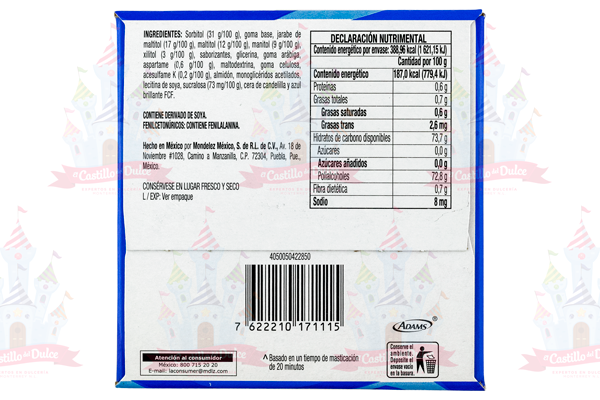 INGREDIENTES: Sorbitol (31 g/100 g), goma base, jarabe de
maltitol (17 g/100 g), maltitol (12 g/100 g), manitol (9 g/100 g),
xilitol (3 g/100 g), saborizantes, glicerina, goma arábiga,
aspartame (0,6 g/100 g), maltodextrina, goma celulosa,
acesulfame K (0,2 g/100 g), almidón, monoglicéridos acetilados,
lecitina de soya, sucralosa (73 mg/100 g), cera de candelilla y azul
brillante FCF.
CONTIENE DERIVADO DE SOYA.
FENILCETONÚRICOS: CONTIENE FENILALANINA.
Hecho en México por Mondelez México, S. de R.L. de C.V., Av. 18 de
Noviembre #1028, Camino a Manzanilla, C.P. 72304, Puebla, Pue.,
México.
CONSÉRVESE EN LUGAR FRESCO Y SECO
L / EXP: Ver empaque
DECLARACIÓN NUTRIMENTAL
Contenido energético por envase: 388,96 kcal (1 621,15 kJ)
Cantidad por 100 g
Contenido energético 187,0 kcal (779,4 kJ)
Proteínas 0,6 g
Grasas totales 0,7 g
Grasas saturadas 0,6 g
Grasas trans 2,6 mg
Hidratos de carbono disponibles 73,7 g
Azúcares 0,0 g
Azúcares añadidos 0,0 g
Polialcoholes 72,8 g
Fibra dietética 0,7 g
Sodio 8 mg
4050050422850
7 622210 171115
ADAMS®
Atención al consumidor
México: 800 715 20 20
E-mail: laconsumer@mdlz.com
^ Basado en un tiempo de masticación
de 20 minutos
Conserve el
ambiente.
Deposite el
envase vacío
en la basura.
el Castillo del Dulce